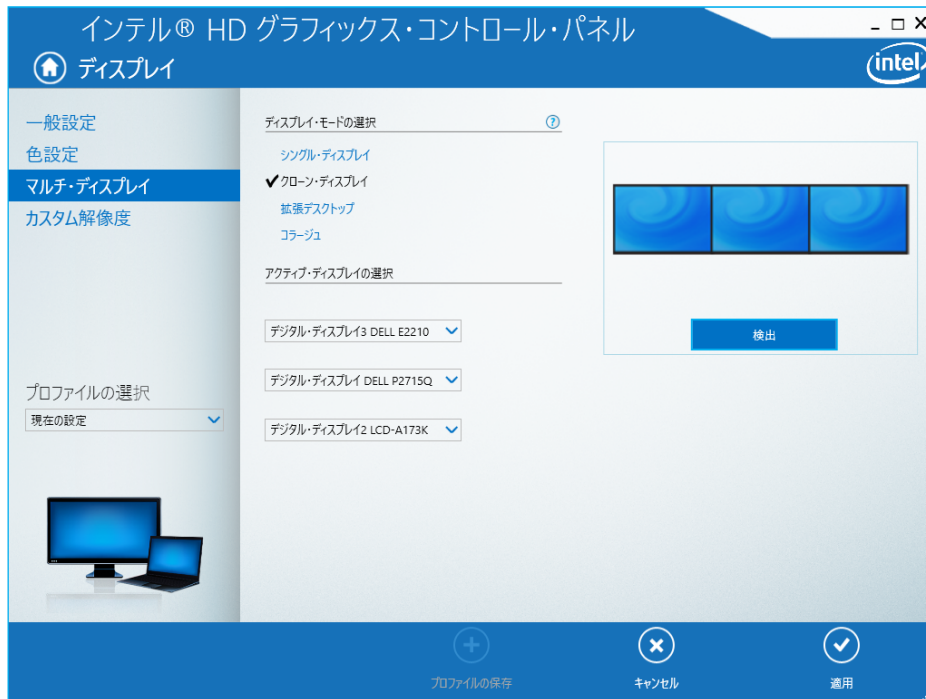 インテル® HD グラフィックス・コントロール・パネル
ディスプレイ
intel
一般設定
色設定
マルチ・ディスプレイ
カスタム解像度
プロファイルの選択
現在の設定
ディスプレイ・モードの選択
?
シングル・ディスプレイ
クローン・ディスプレイ
拡張デスクトップ
コラージュ
アクティブ・ディスプレイの選択
デジタル・ディスプレイ3 DELL E2210
デジタル・ディスプレイ DELL P2715Q
デジタル・ディスプレイ2 LCD-A173K
検出
プロファイルの保存
キャンセル
適用